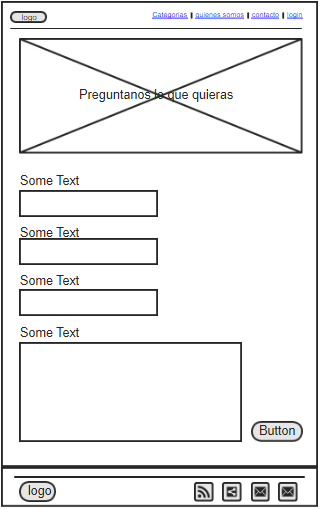 logo
Categorias | quienes somos | contacto | login
Preguntanos lo que quieras
Some Text
Some Text
Some Text
Some Text
Button
logo